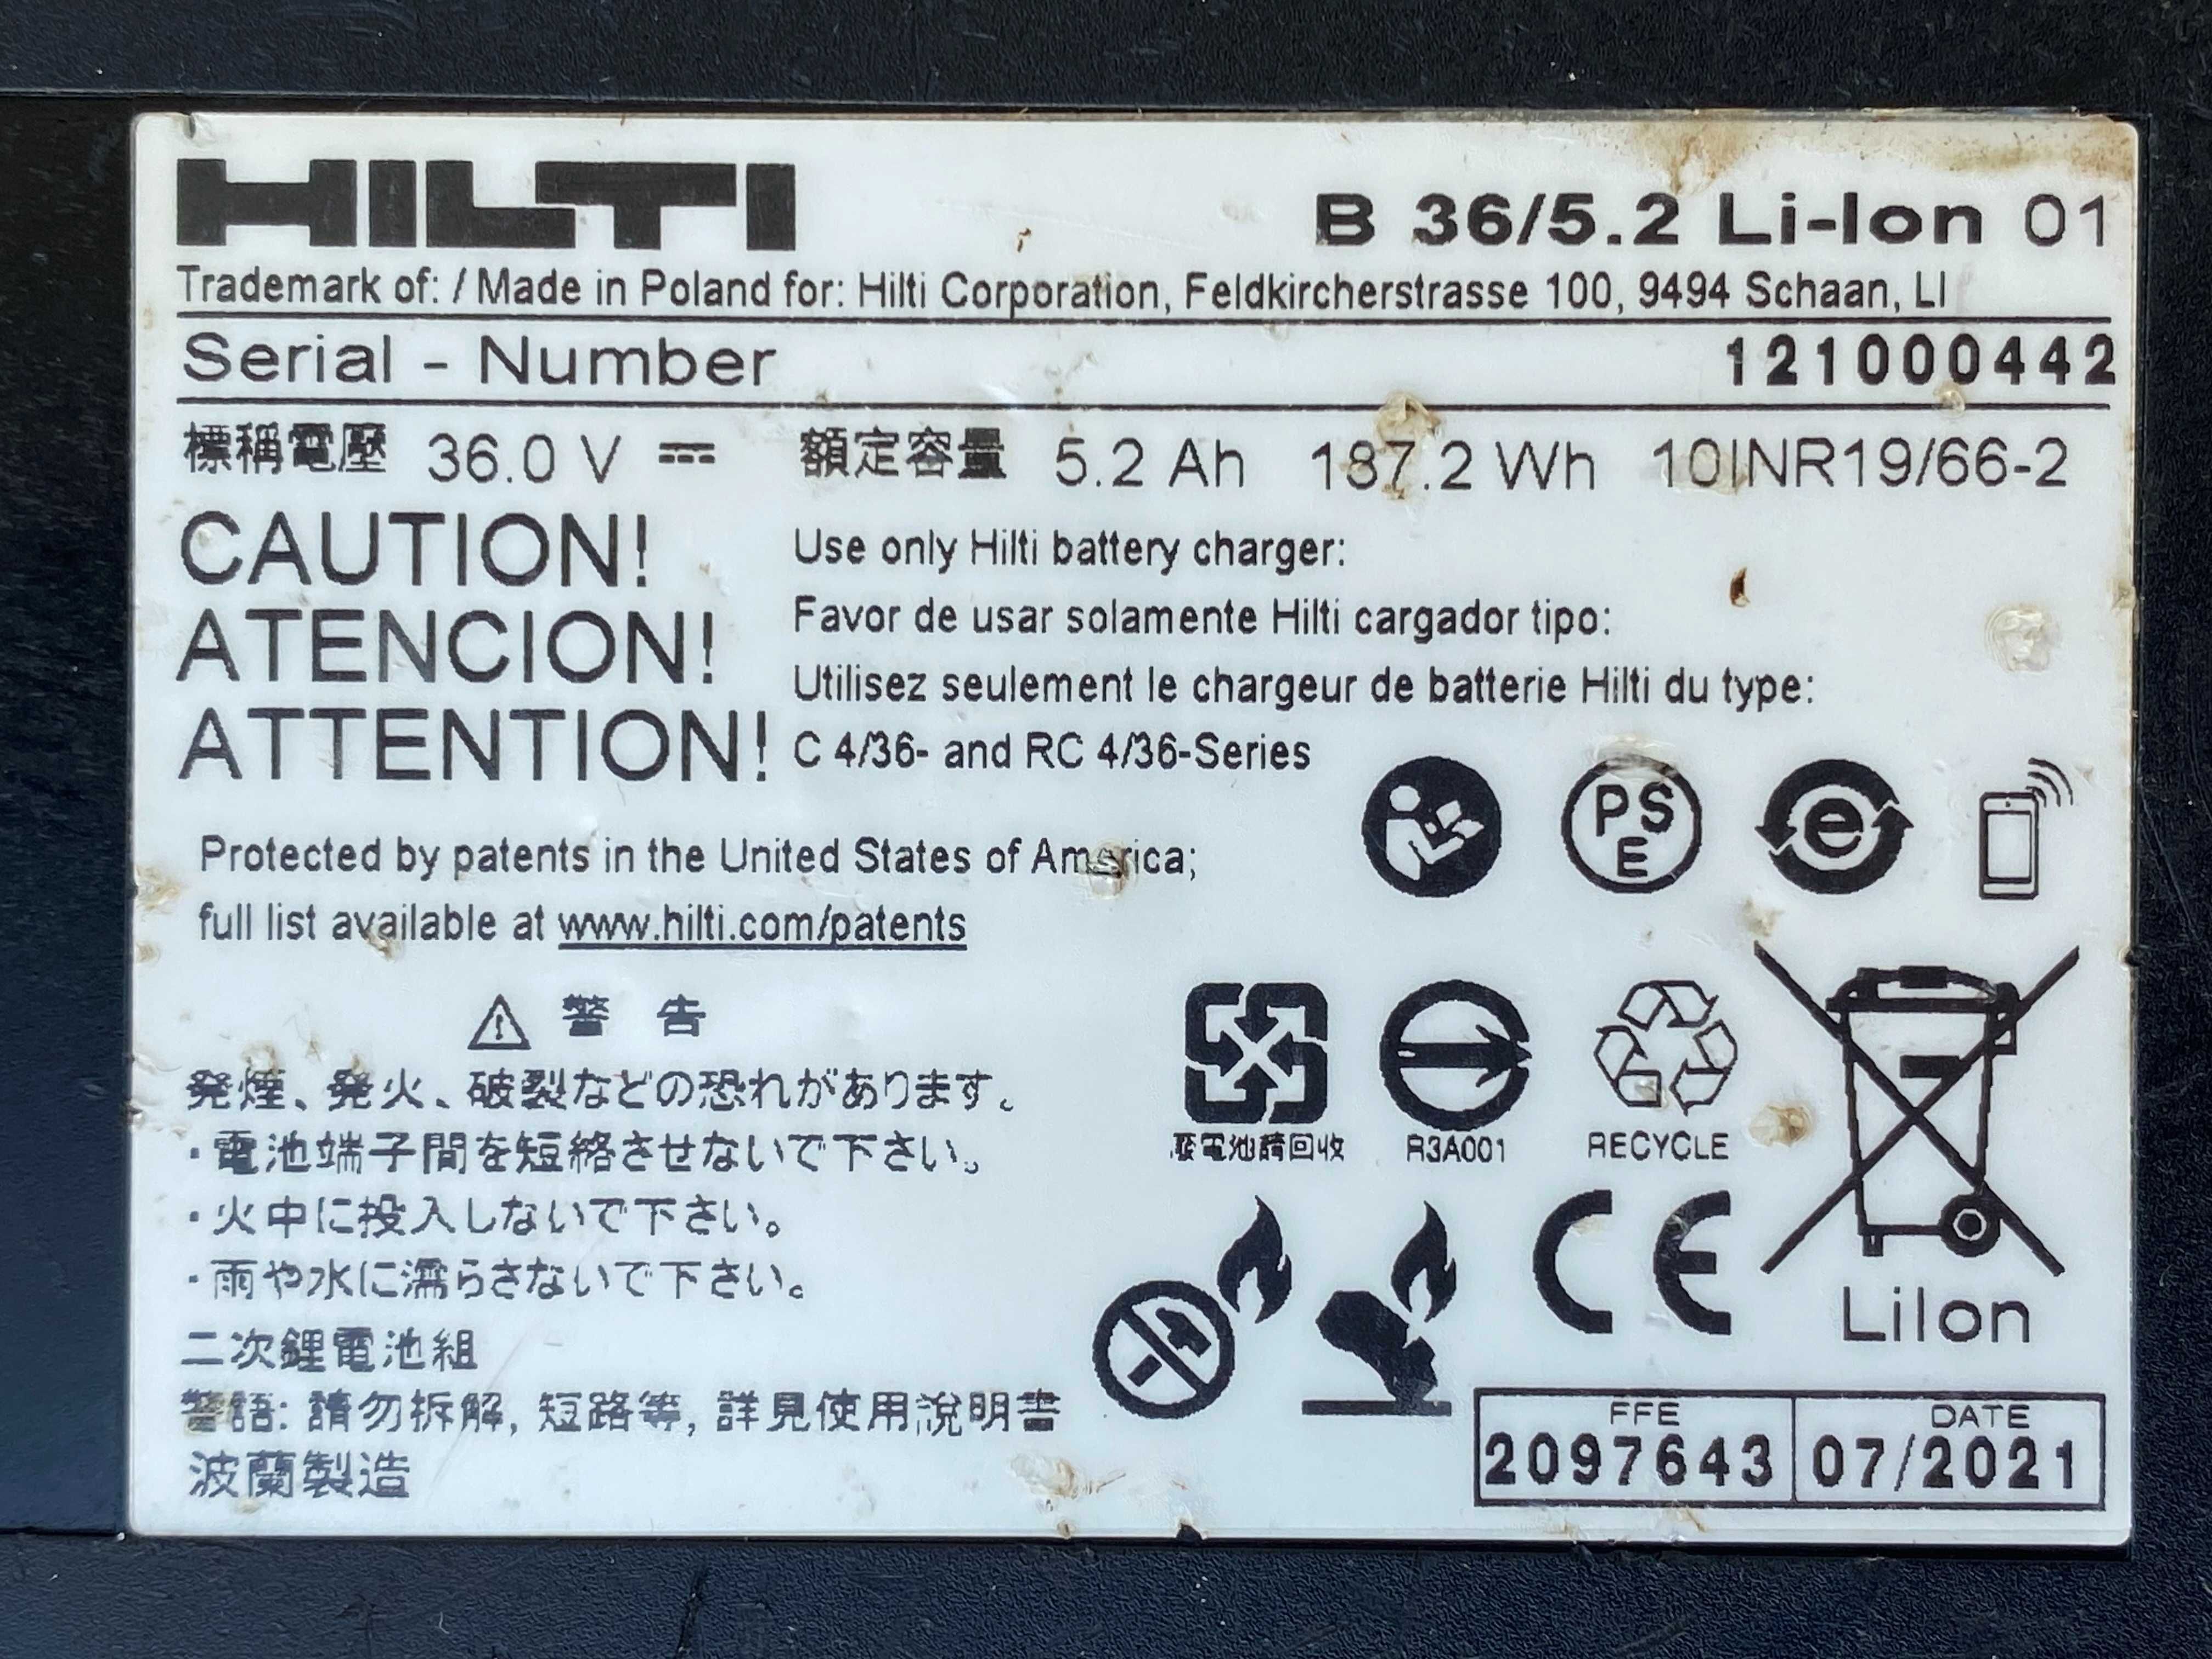 HILTI
B 36/5.2 Li-Ion 01
Trademark of: / Made in Poland for: Hilti Corporation, Feldkircherstrasse 100, 9494 Schaan, LI
Serial - Number 121000442
標稱電壓 36.0 V 額定容量 5.2 Ah 187.2 Wh 10INR19/66-2
CAUTION!
ATENCION!
ATTENTION!
Use only Hilti battery charger:
Favor de usar solamente Hilti cargador tipo:
Utilisez seulement le chargeur de batterie Hilti du type:
C 4/36- and RC 4/36-Series
PS
E
e
Protected by patents in the United States of America;
full list available at www.hilti.com/patents
警 告
発煙、発火、破裂などの恐れがあります。
・電池端子間を短絡させないで下さい。
・火中に投入しないで下さい。
・雨や水に濡らさないで下さい。
二次鋰電池組
警語: 請勿拆解, 短路等, 詳見使用說明書
波蘭製造
廢電池請回收
R3A001
RECYCLE
CE
LiIon
FFE
2097643
DATE
07/2021